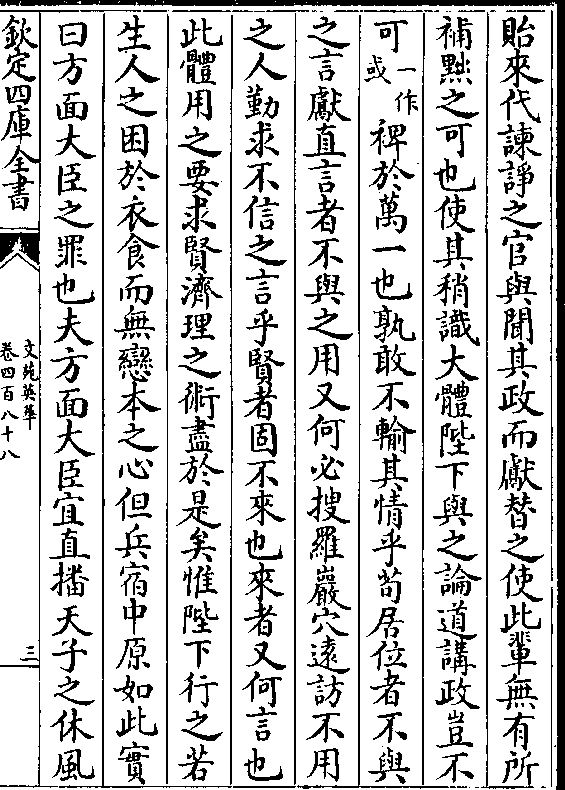 貽來代諫諍之官與聞其政而獻替之使此輩無有所
補㸃之可也使其稍識大體陛下與之論道講政豈不
可一作或裨於萬一也孰敢不輸其情乎苟居位者不與
之言獻直言者不與之用又何必搜羅巖穴遠訪不用
之人勤求不信之言乎賢者固不來也來者又何言也
此體用之要求賢濟理之術盡於是矣惟陛下行之若
生人之困於衣食而無戀本之心但兵宿中原如此實
曰方面大臣之罪也夫方面大臣宜直播天子之休風
欽定四庫全書
文苑英華
卷四百八十八
三